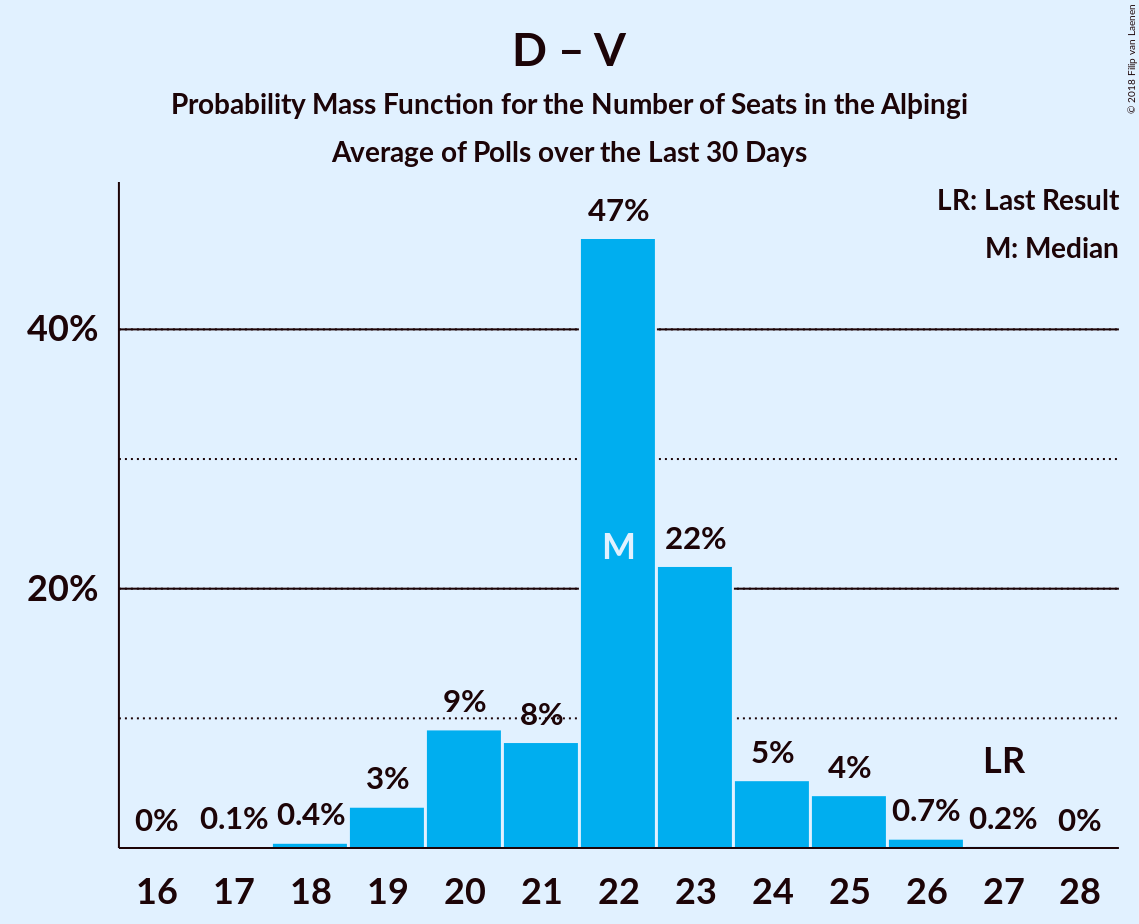 D – V
Probability Mass Function for the Number of Seats in the Alþingi
Average of Polls over the Last 30 Days
© 2018 Filip van Laenen
LR: Last Result
M: Median
47%
40%
M
22%
20%
9%
8%
5%
4%
LR
3%
0%
0.1%
0.4%
0.7%
0.2%
0%
16 17 18 19 20 21 22 23 24 25 26 27 28